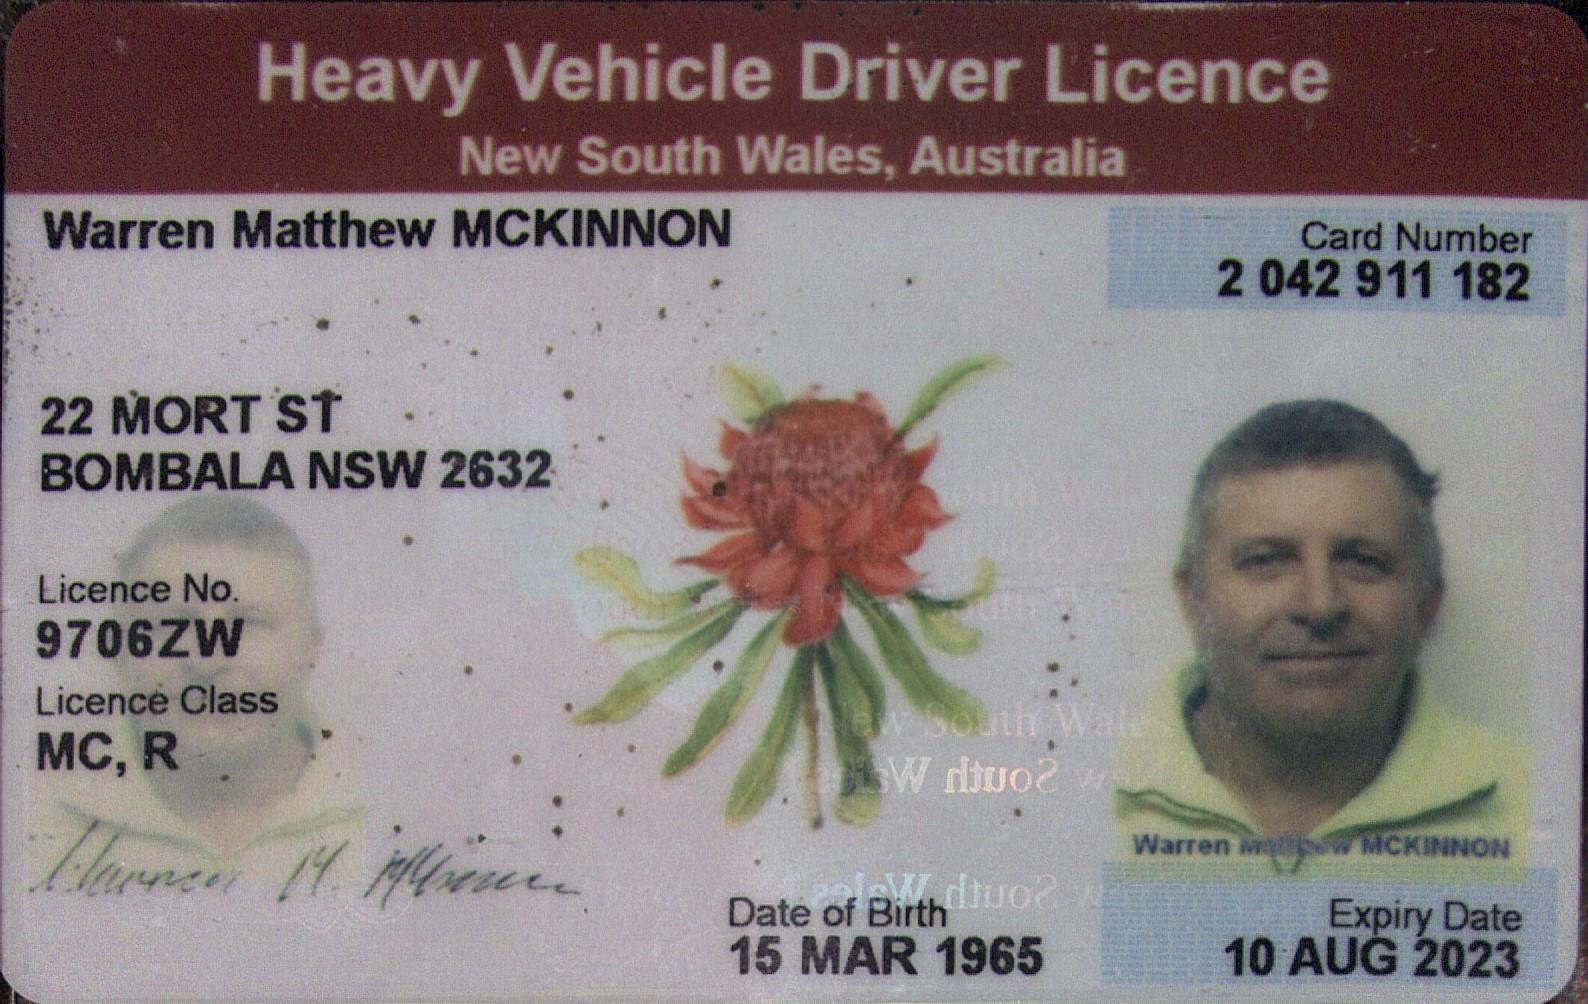 Heavy Vehicle Driver Licence
New South Wales, Australia
Warren Matthew MCKINNON
Card Number
2 042 911 182
22 MORT ST
BOMBALA NSW 2632
Licence No.
9706ZW
Licence Class
MC, R
New South Wales
New South Wales
Warren Matthew MCKINNON
Warren M. McKinnon
South Wales
Date of Birth
15 MAR 1965
Expiry Date
10 AUG 2023